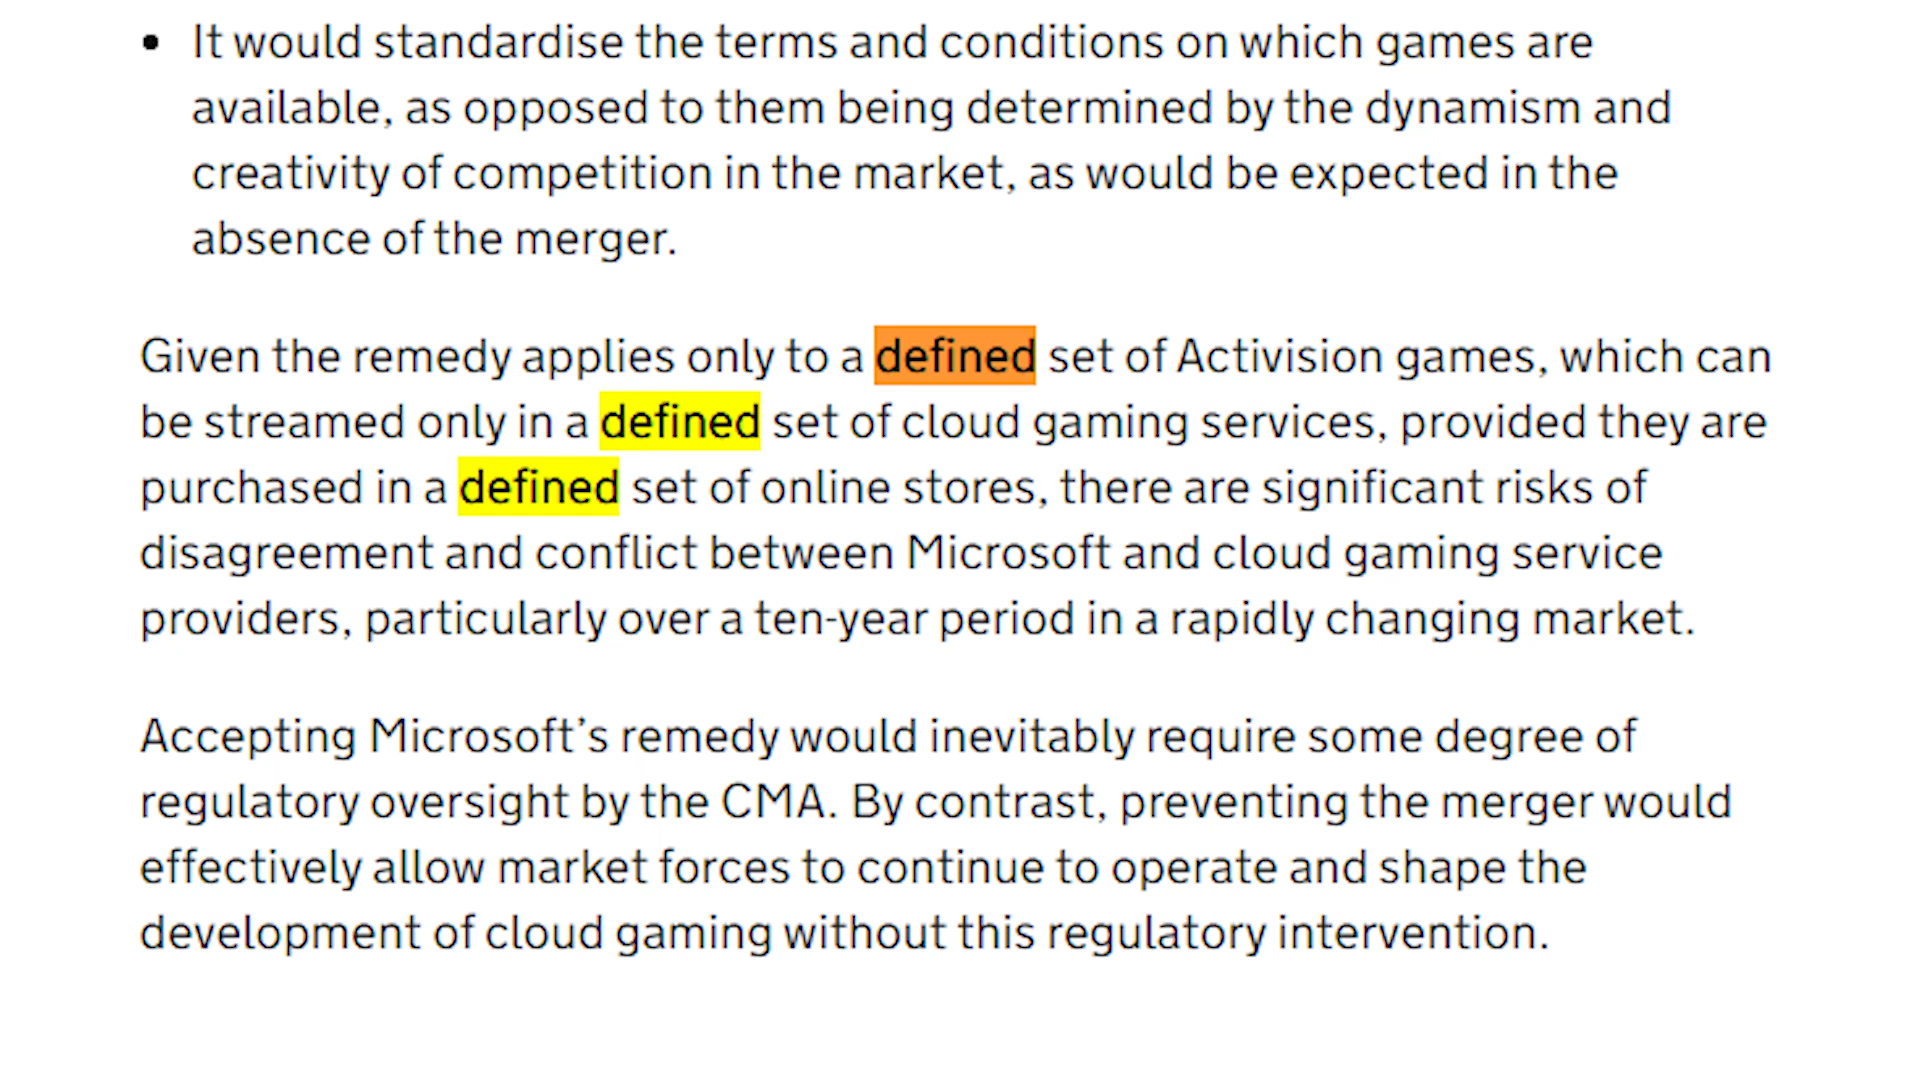 • It would standardise the terms and conditions on which games are
available, as opposed to them being determined by the dynamism and
creativity of competition in the market, as would be expected in the
absence of the merger.
Given the remedy applies only to a defined set of Activision games, which can
be streamed only in a defined set of cloud gaming services, provided they are
purchased in a defined set of online stores, there are significant risks of
disagreement and conflict between Microsoft and cloud gaming service
providers, particularly over a ten-year period in a rapidly changing market.
Accepting Microsoft’s remedy would inevitably require some degree of
regulatory oversight by the CMA. By contrast, preventing the merger would
effectively allow market forces to continue to operate and shape the
development of cloud gaming without this regulatory intervention.